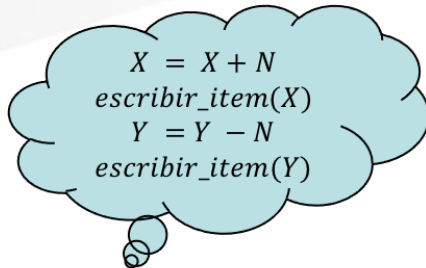 X = X + N
escribir_item(X)
Y = Y − N
escribir_item(Y)